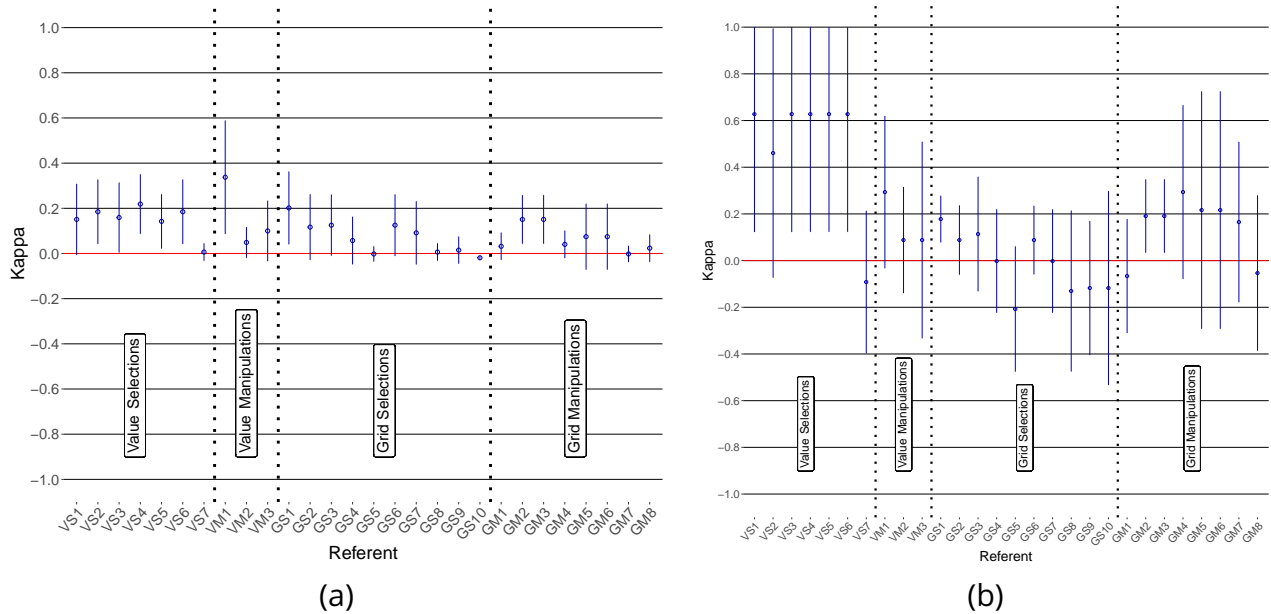 1.0
0.8
0.6
0.4
0.2
0.0
−0.2
−0.4
−0.6
−0.8
−1.0
Kappa
Value Selections
Value Manipulations
Grid Selections
Grid Manipulations
VS1 VS2 VS3 VS4 VS5 VS6 VS7 VM1 VM2 VM3 GS1 GS2 GS3 GS4 GS5 GS6 GS7 GS8 GS9 GS10 GM1 GM2 GM3 GM4 GM5 GM6 GM7 GM8
Referent
(a)
1.0
0.8
0.6
0.4
0.2
0.0
−0.2
−0.4
−0.6
−0.8
−1.0
Kappa
Value Selections
Value Manipulations
Grid Selections
Grid Manipulations
VS1 VS2 VS3 VS4 VS5 VS6 VS7 VM1 VM2 VM3 GS1 GS2 GS3 GS4 GS5 GS6 GS7 GS8 GS9 GS10 GM1 GM2 GM3 GM4 GM5 GM6 GM7 GM8
Referent
(b)